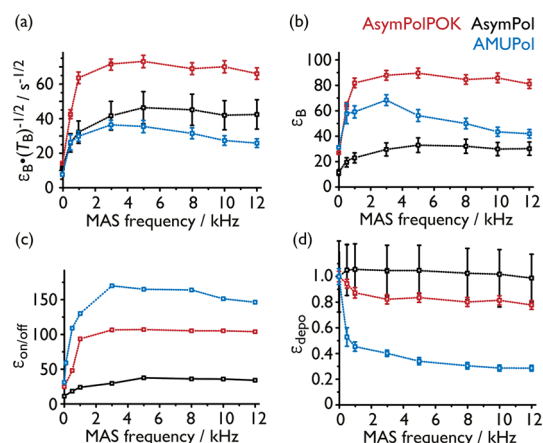 (a)
(b)
AsymPolPOK AsymPol
AMUPol
ε_B•(T_B)^-1/2 / s^-1/2
60
40
20
0
0 2 4 6 8 10 12
MAS frequency / kHz
ε_B
100
80
60
40
20
0
0 2 4 6 8 10 12
MAS frequency / kHz
(c)
(d)
ε_on/off
150
100
50
0
0 2 4 6 8 10 12
MAS frequency / kHz
ε_depo
1.0
0.8
0.6
0.4
0.2
0
0 2 4 6 8 10 12
MAS frequency / kHz